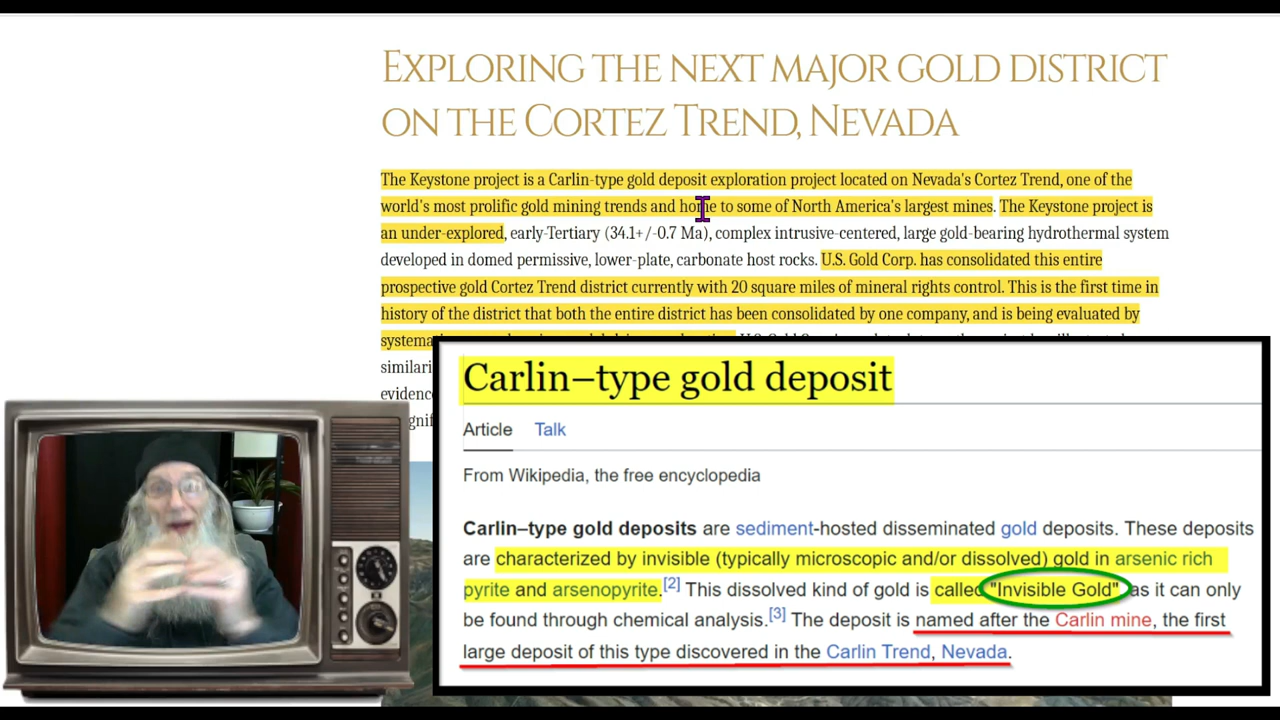 EXPLORING THE NEXT MAJOR GOLD DISTRICT
ON THE CORTEZ TREND, NEVADA
The Keystone project is a Carlin-type gold deposit exploration project located on Nevada's Cortez Trend, one of the
world's most prolific gold mining trends and home to some of North America's largest mines. The Keystone project is
an under-explored, early-Tertiary (34.1+/-0.7 Ma), complex intrusive-centered, large gold-bearing hydrothermal system
developed in domed permissive, lower-plate, carbonate host rocks. U.S. Gold Corp. has consolidated this entire
prospective gold Cortez Trend district currently with 20 square miles of mineral rights control. This is the first time in
history of the district that both the entire district has been consolidated by one company, and is being evaluated by
Carlin–type gold deposit
Article Talk
From Wikipedia, the free encyclopedia
Carlin–type gold deposits are sediment-hosted disseminated gold deposits. These deposits
are characterized by invisible (typically microscopic and/or dissolved) gold in arsenic rich
pyrite and arsenopyrite.[2] This dissolved kind of gold is called "Invisible Gold" as it can only
be found through chemical analysis.[3] The deposit is named after the Carlin mine, the first
large deposit of this type discovered in the Carlin Trend, Nevada.